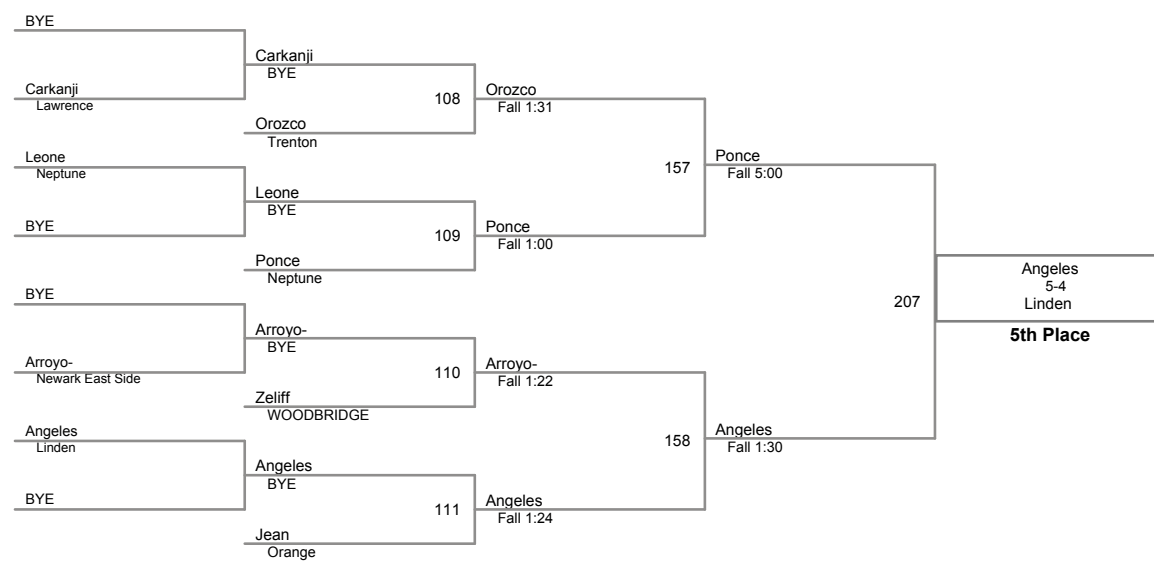 BYE
Carkanji
BYE
Carkanji
Lawrence
108
Orozco
Fall 1:31
Orozco
Trenton
Leone
Neptune
157
Ponce
Fall 5:00
Leone
BYE
BYE
109
Ponce
Fall 1:00
Ponce
Neptune
Angeles
5-4
Linden
BYE
207
Arroyo-
BYE
5th Place
Arroyo-
Newark East Side
110
Arroyo-
Fall 1:22
Zeliff
WOODBRIDGE
Angeles
Linden
158
Angeles
Fall 1:30
Angeles
BYE
BYE
111
Angeles
Fall 1:24
Jean
Orange